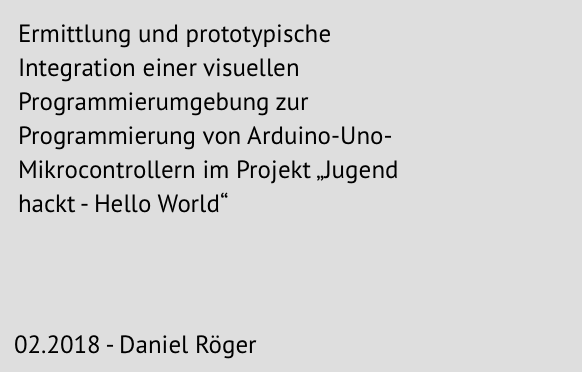 Ermittlung und prototypische
Integration einer visuellen
Programmierumgebung zur
Programmierung von Arduino-Uno-
Mikrocontrollern im Projekt „Jugend
hackt - Hello World“
02.2018 - Daniel Röger